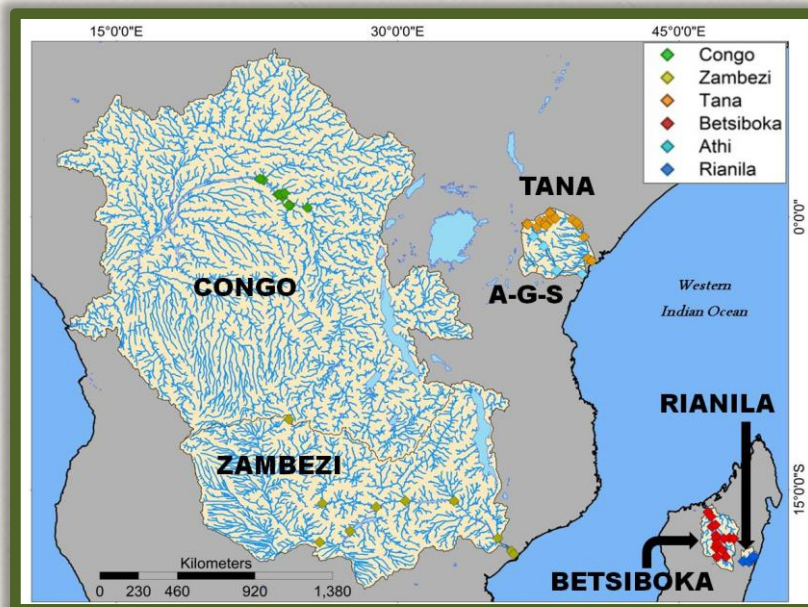 15°0'0"E
30°0'0"E
45°0'0"E
Congo
Zambezi
Tana
Betsiboka
Athi
Rianila
TANA
0°0'0"
CONGO
A-G-S
Western
Indian Ocean
RIANILA
ZAMBEZI
15°0'0"S
Kilometers
0 230 460 920 1,380
BETSIBOKA